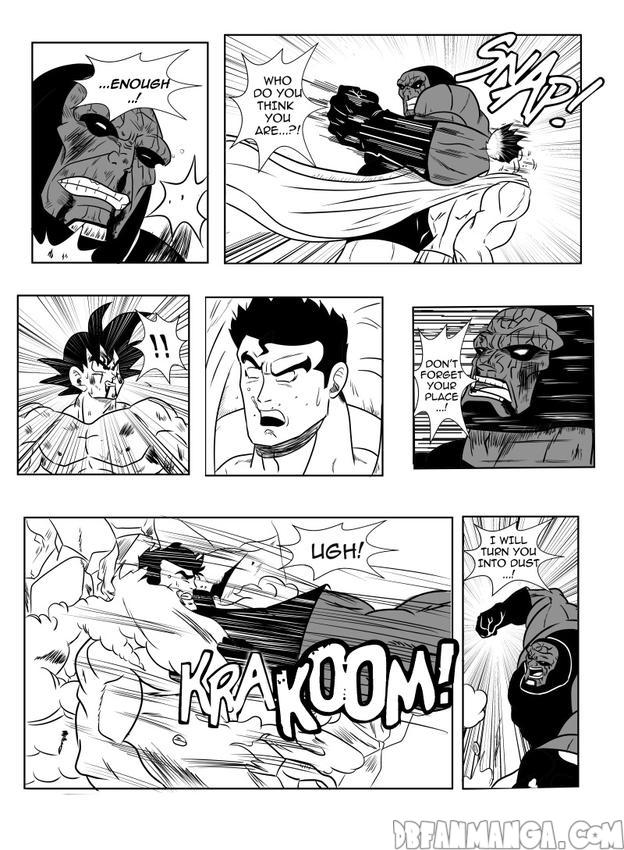 ...ENOUGH
..!
WHO
DO YOU
THINK
YOU
ARE...?!
SNAP!
!!
DON'T
FORGET
YOUR
PLACE
...!
UGH!
KRAKOOM!
I WILL
TURN YOU
INTO DUST
...!
DBFANMANGA.COM